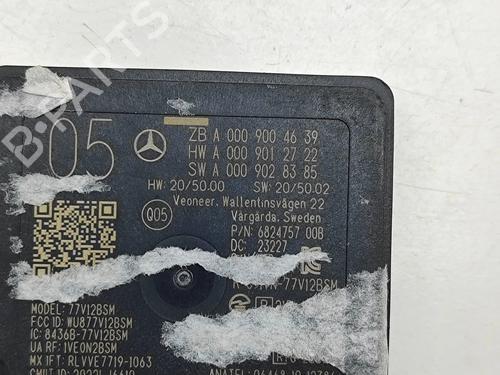 05
ZB A 000 900 46 39
HW A 000 901 27 22
SW A 000 902 83 85
HW: 20/50.00 SW: 20/50.02
Veoneer. Wallentinsvägen 22
Vårgårda. Sweden
P/N: 6824757 00B
DC: 23227
Q05
77V12BSM
MODEL: 77V12BSM
FCC ID: WU877V12BSM
IC: 8436B-77V12BSM
UA RF: 1VEON2BSM
MX IFT: RLVVE7719-1063
B-PARTS